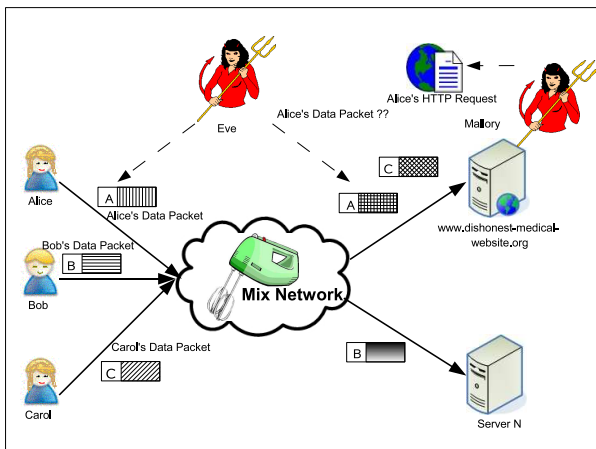 Alice's HTTP Request
Alice's Data Packet ??
Mallory
Eve
C
A
A
Alice
Alice's Data Packet
www.dishonest-medical-
website.org
Bob's Data Packet
B
Mix Network
Bob
Carol's Data Packet
B
C
Carol
Server N